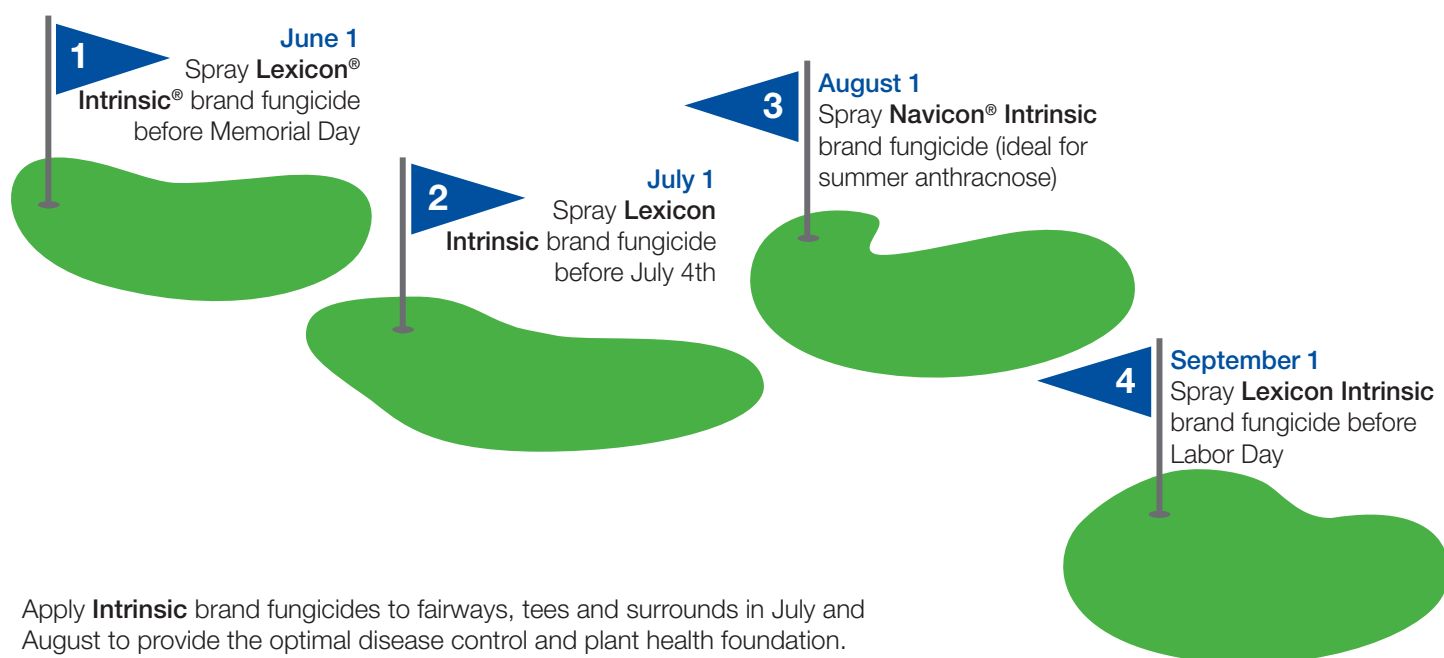 1
June 1
Spray Lexicon®
Intrinsic® brand fungicide
before Memorial Day
2
July 1
Spray Lexicon
Intrinsic brand fungicide
before July 4th
3
August 1
Spray Navicon® Intrinsic
brand fungicide (ideal for
summer anthracnose)
4
September 1
Spray Lexicon Intrinsic
brand fungicide before
Labor Day
Apply Intrinsic brand fungicides to fairways, tees and surrounds in July and
August to provide the optimal disease control and plant health foundation.